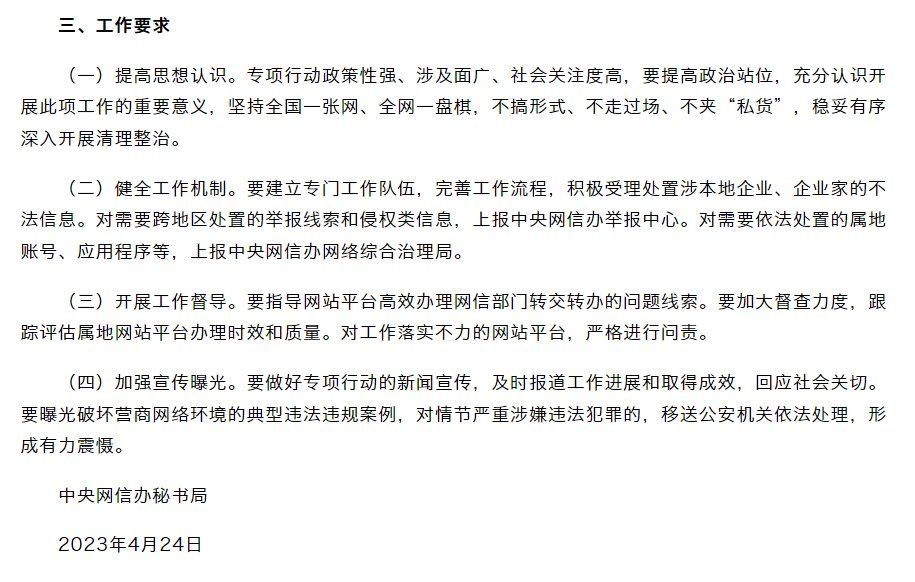 三、工作要求
（一）提高思想认识。专项行动政策性强、涉及面广、社会关注度高，要提高政治站位，充分认识开
展此项工作的重要意义，坚持全国一张网、全网一盘棋，不搞形式、不走过场、不夹“私货”，稳妥有序
深入开展清理整治。
（二）健全工作机制。要建立专门工作队伍，完善工作流程，积极受理处置涉本地企业、企业家的不
法信息。对需要跨地区处置的举报线索和侵权类信息，上报中央网信办举报中心。对需要依法处置的属地
账号、应用程序等，上报中央网信办网络综合治理局。
（三）开展工作督导。要指导网站平台高效办理网信部门转交转办的问题线索。要加大督查力度，跟
踪评估属地网站平台办理时效和质量。对工作落实不力的网站平台，严格进行问责。
（四）加强宣传曝光。要做好专项行动的新闻宣传，及时报道工作进展和取得成效，回应社会关切。
要曝光破坏营商网络环境的典型违法违规案例，对情节严重涉嫌违法犯罪的，移送公安机关依法处理，形
成有力震慑。
中央网信办秘书局
2023年4月24日